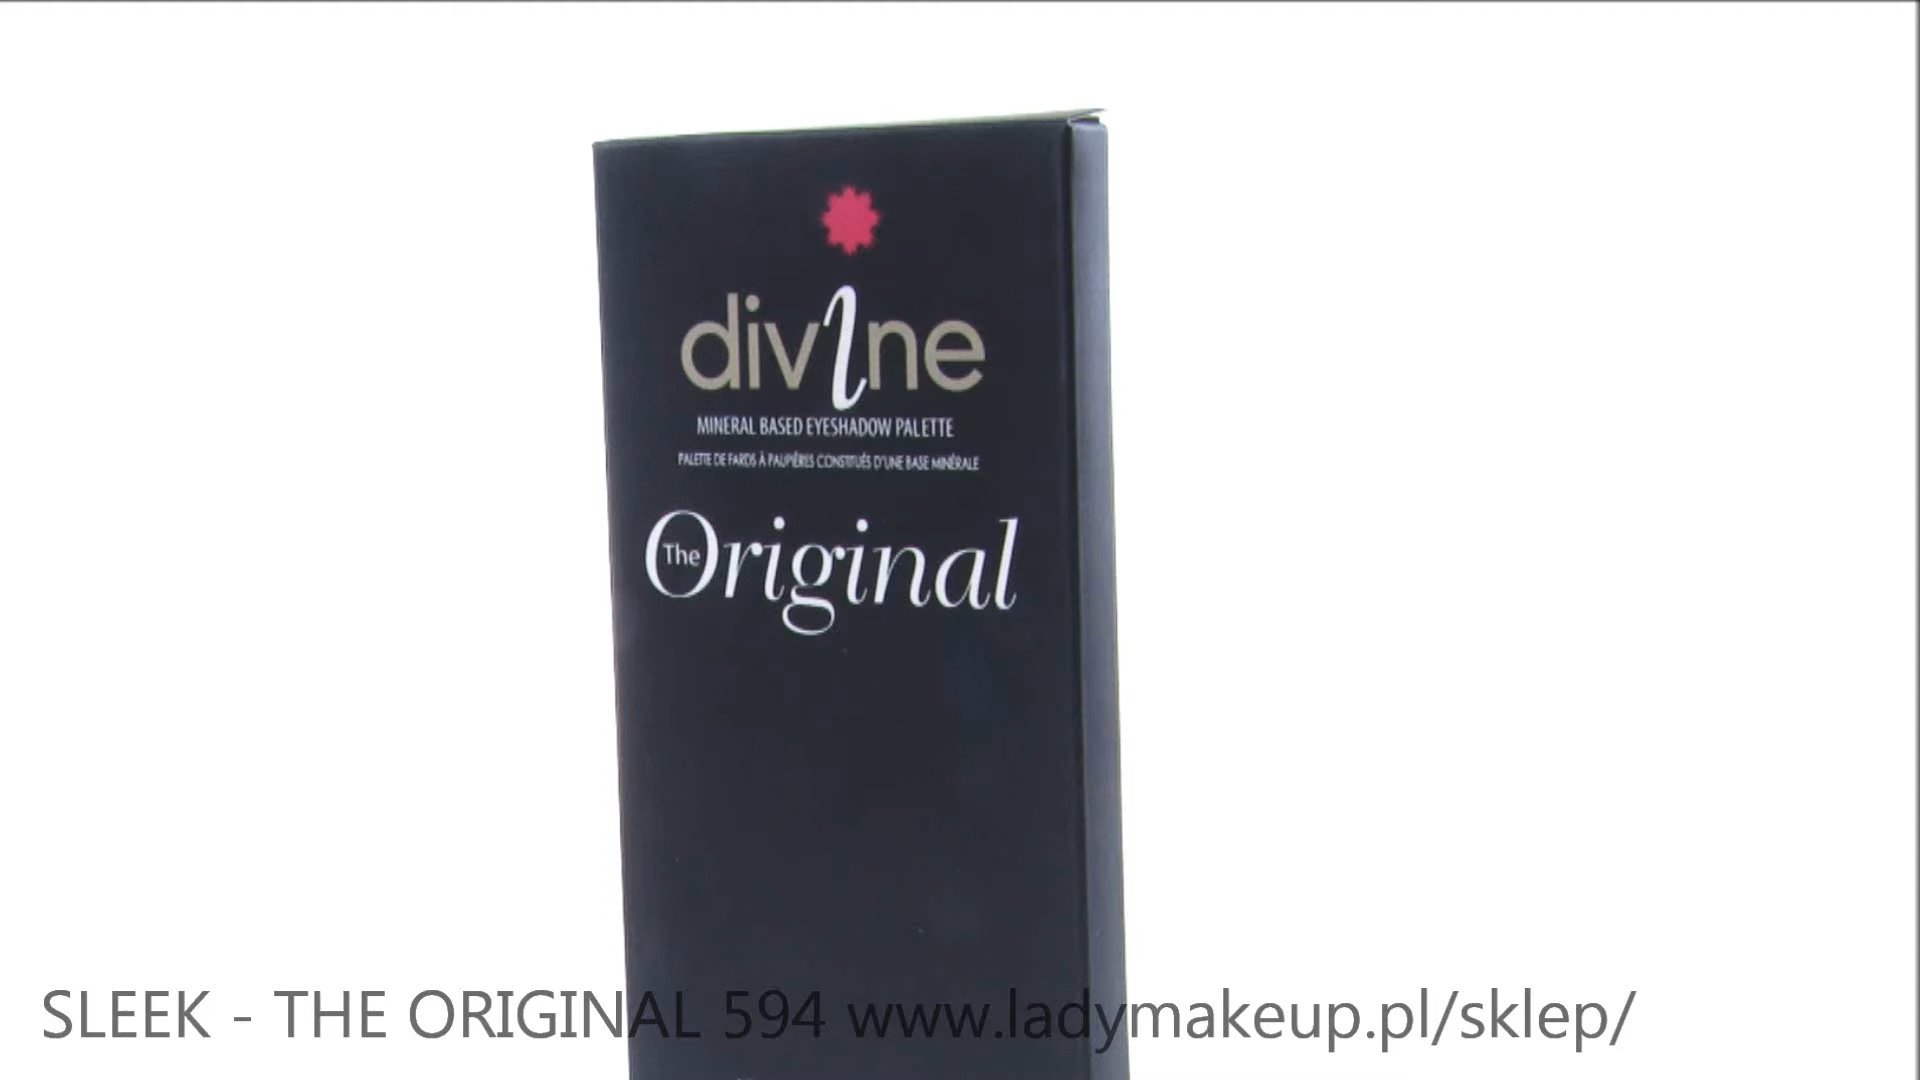 divine
MINERAL BASED EYESHADOW PALETTE
PALETTE DE FARDS À PAUPIÈRES CONSTITUÉS D'UNE BASE MINÉRALE
The Original
SLEEK - THE ORIGINAL 594 www.ladymakeup.pl/sklep/